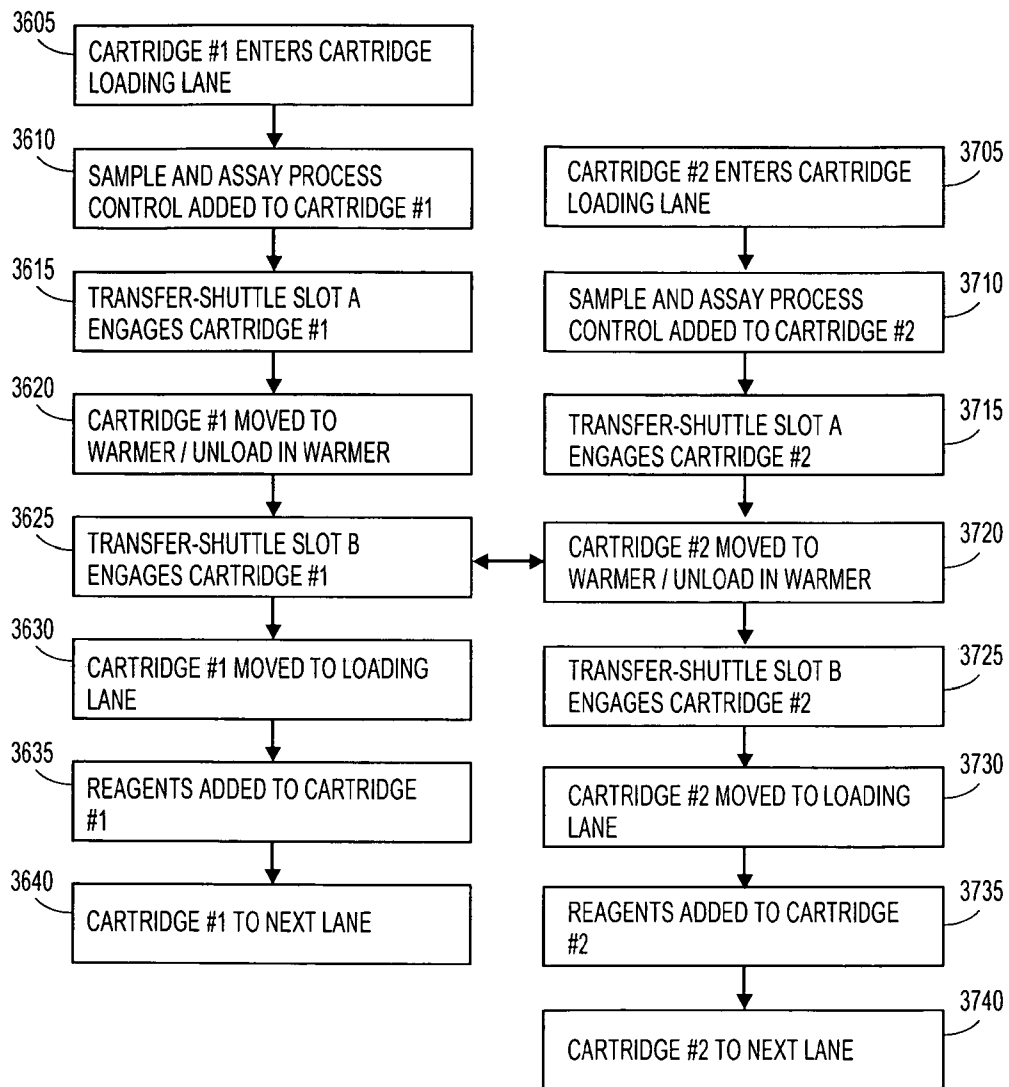 3605
CARTRIDGE #1 ENTERS CARTRIDGE
LOADING LANE
3610
SAMPLE AND ASSAY PROCESS
CONTROL ADDED TO CARTRIDGE #1
3615
TRANSFER-SHUTTLE SLOT A
ENGAGES CARTRIDGE #1
3620
CARTRIDGE #1 MOVED TO
WARMER / UNLOAD IN WARMER
3625
TRANSFER-SHUTTLE SLOT B
ENGAGES CARTRIDGE #1
3630
CARTRIDGE #1 MOVED TO LOADING
LANE
3635
REAGENTS ADDED TO CARTRIDGE
#1
3640
CARTRIDGE #1 TO NEXT LANE
3705
CARTRIDGE #2 ENTERS CARTRIDGE
LOADING LANE
3710
SAMPLE AND ASSAY PROCESS
CONTROL ADDED TO CARTRIDGE #2
3715
TRANSFER-SHUTTLE SLOT A
ENGAGES CARTRIDGE #2
3720
CARTRIDGE #2 MOVED TO
WARMER / UNLOAD IN WARMER
3725
TRANSFER-SHUTTLE SLOT B
ENGAGES CARTRIDGE #2
3730
CARTRIDGE #2 MOVED TO LOADING
LANE
3735
REAGENTS ADDED TO CARTRIDGE
#2
3740
CARTRIDGE #2 TO NEXT LANE